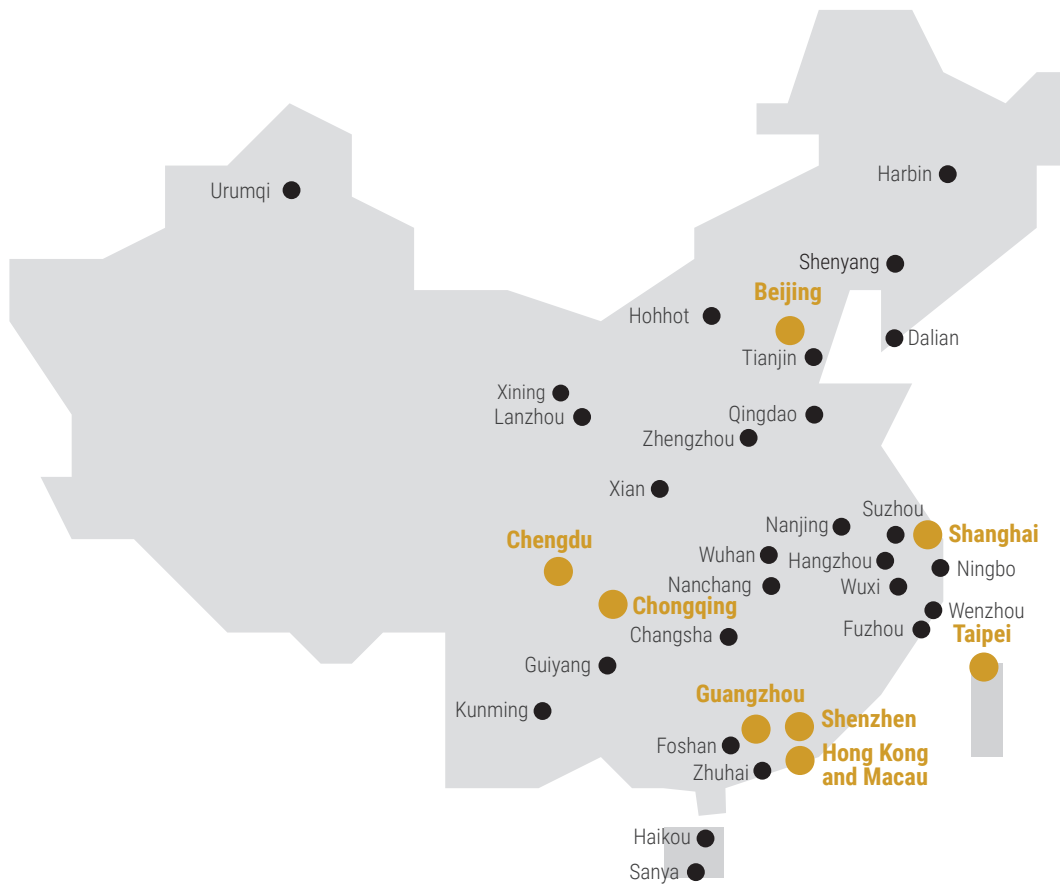 Harbin
Urumqi
Shenyang
Beijing
Hohhot
Dalian
Tianjin
Xining
Qingdao
Lanzhou
Zhengzhou
Xian
Suzhou
Nanjing
Shanghai
Chengdu
Wuhan
Hangzhou
Ningbo
Nanchang
Wuxi
Chongqing
Wenzhou
Changsha
Fuzhou
Taipei
Guiyang
Guangzhou
Kunming
Shenzhen
Foshan
Hong Kong
and Macau
Zhuhai
Haikou
Sanya